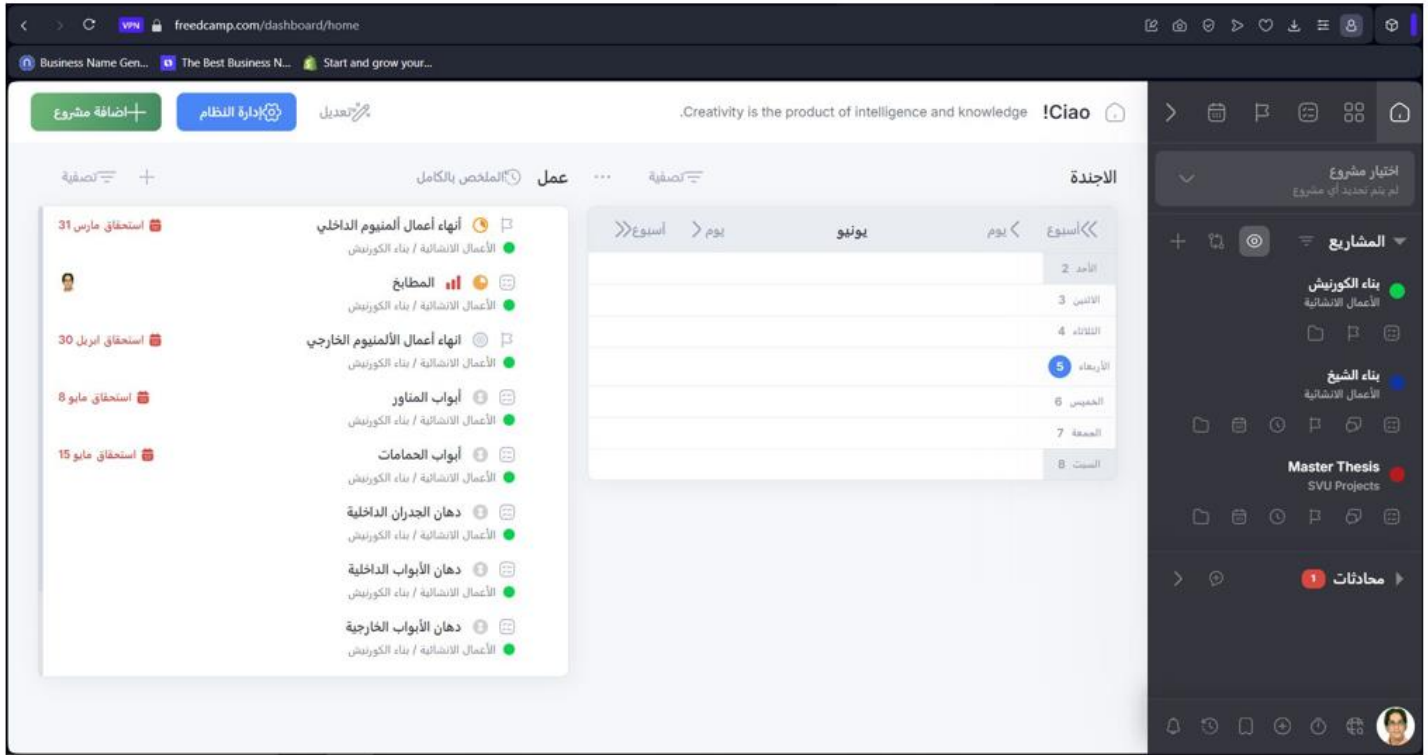 VPN freedcamp.com/dashboard/home
Business Name Gen... The Best Business N... Start and grow your...
Ciao! Creativity is the product of intelligence and knowledge.
تعديل
إدارة النظام
اضافة مشروع
اختيار مشروع
لم يتم تحديد أي مشروع
المشاريع
بناء الكورنيش
الأعمال الانشائية
بناء الشيخ
الأعمال الانشائية
Master Thesis
SVU Projects
محادثات 1
الاجندة
تصفية
اسبوع يوم يونيو يوم اسبوع
الأحد 2
الاثنين 3
الثلاثاء 4
الأربعاء 5
الخميس 6
الجمعة 7
السبت 8
عمل الملخص بالكامل
تصفية
أنهاء أعمال ألمنيوم الداخلي استحقاق مارس 31
الأعمال الانشائية / بناء الكورنيش
المطابخ
الأعمال الانشائية / بناء الكورنيش
انهاء أعمال الألمنيوم الخارجي استحقاق ابريل 30
الأعمال الانشائية / بناء الكورنيش
أبواب المناور استحقاق مايو 8
الأعمال الانشائية / بناء الكورنيش
أبواب الحمامات استحقاق مايو 15
الأعمال الانشائية / بناء الكورنيش
دهان الجدران الداخلية
الأعمال الانشائية / بناء الكورنيش
دهان الأبواب الداخلية
الأعمال الانشائية / بناء الكورنيش
دهان الأبواب الخارجية
الأعمال الانشائية / بناء الكورنيش